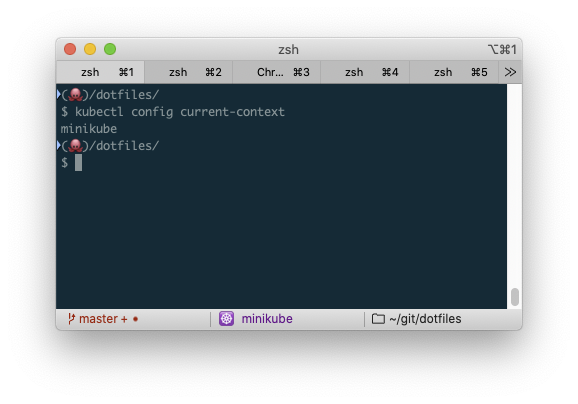 zsh ⌥⌘1
zsh ⌘1 zsh ⌘2 Chr... ⌘3 zsh ⌘4 zsh ⌘5 >>
(🐙)/dotfiles/
$ kubectl config current-context
minikube
(🐙)/dotfiles/
$
master + • minikube ~/git/dotfiles